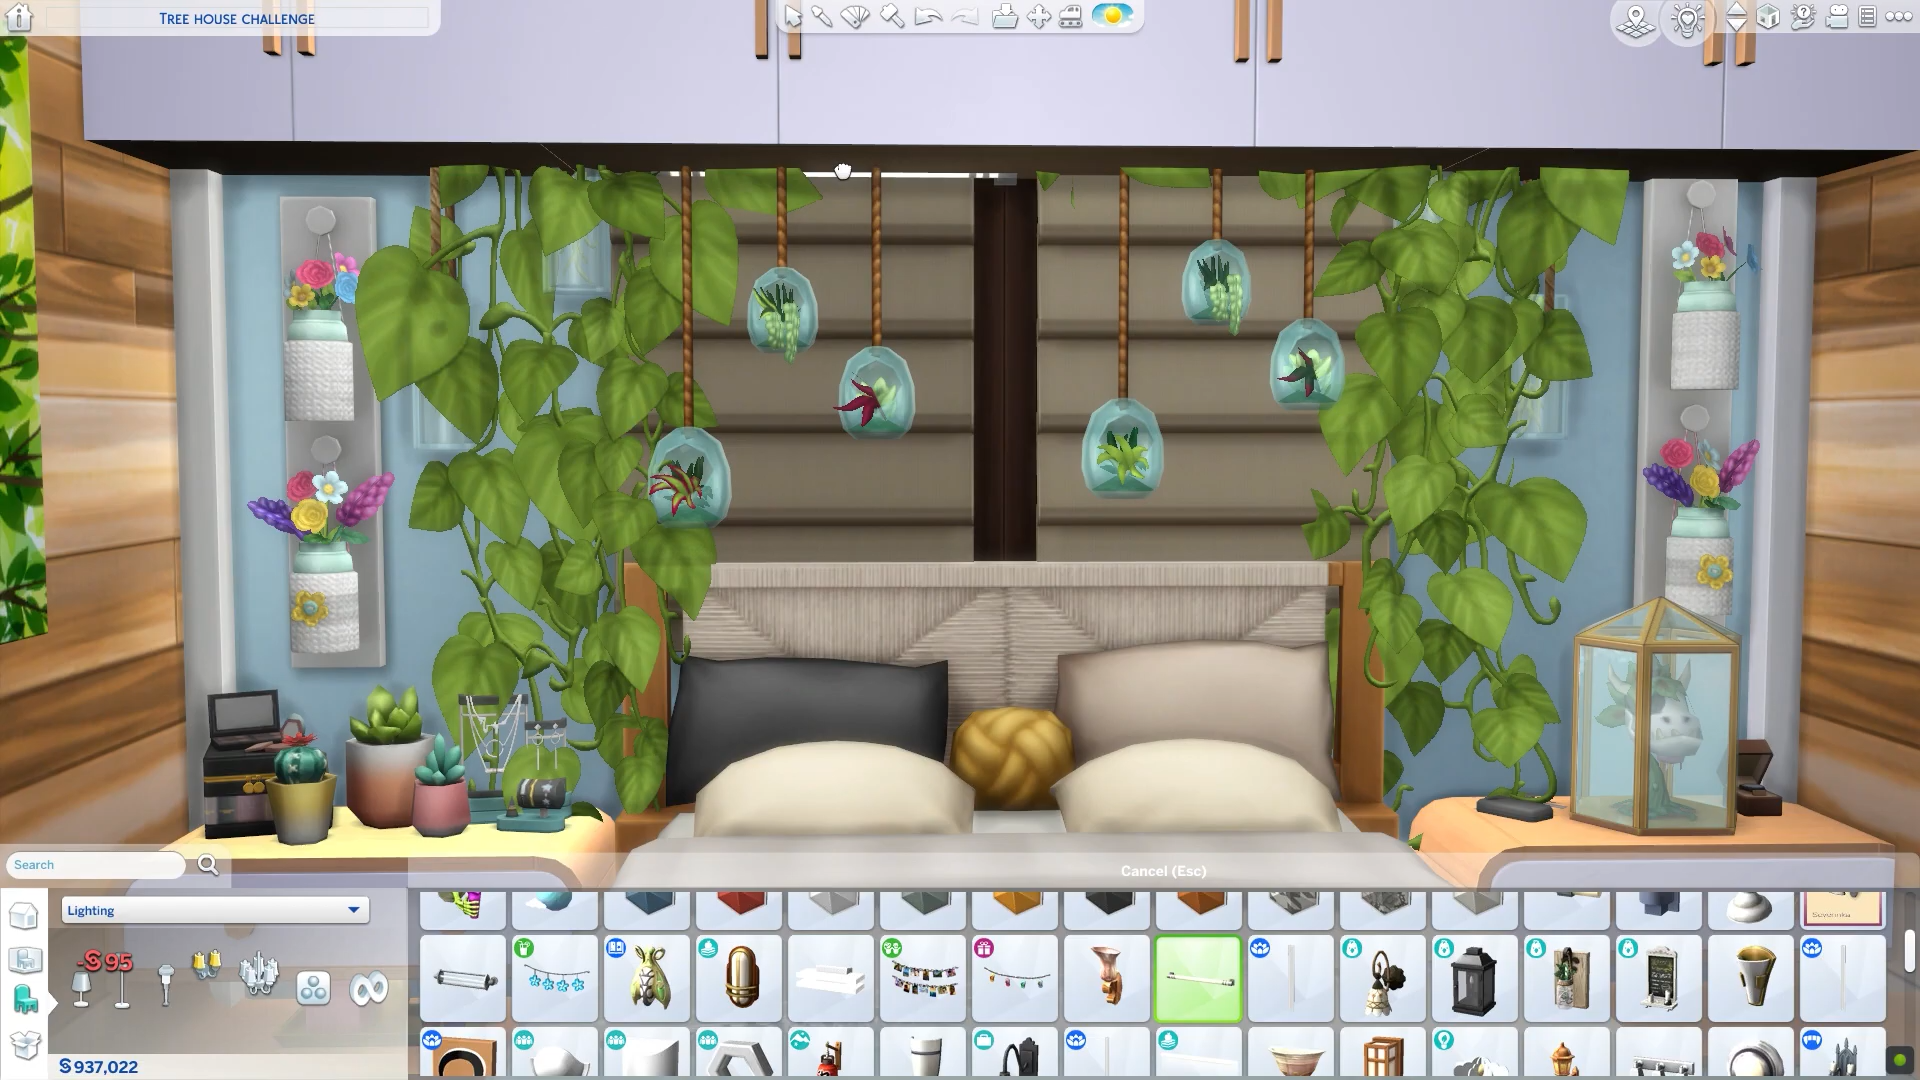 TREE HOUSE CHALLENGE
Cancel (Esc)
Search
Lighting
-§95
§937,022